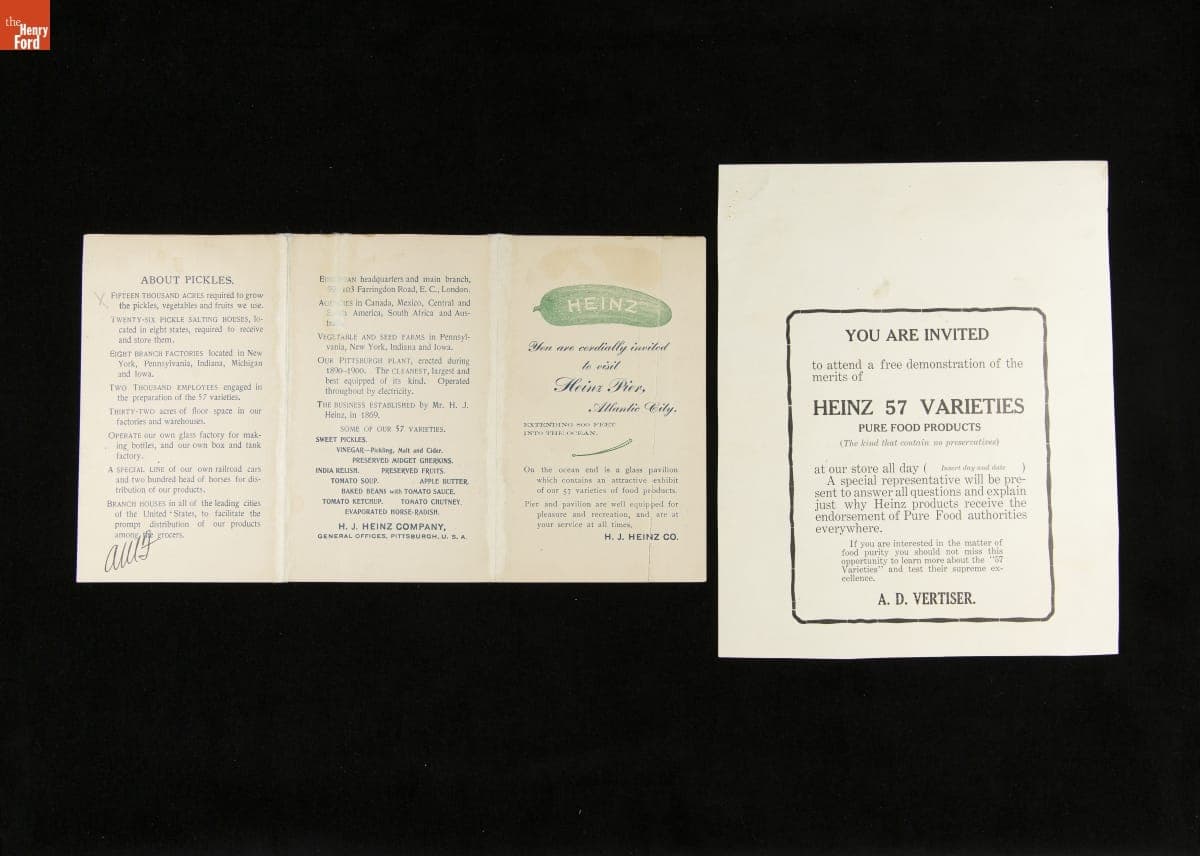 the
Henry
Ford
ABOUT PICKLES.
X
FIFTEEN THOUSAND ACRES required to grow
the pickles, vegetables and fruits we use.
TWENTY-SIX PICKLE SALTING HOUSES, lo-
cated in eight states, required to receive
and store them.
EIGHT BRANCH FACTORIES located in New
York, Pennsylvania, Indiana, Michigan
and Iowa.
TWO THOUSAND EMPLOYEES engaged in
the preparation of the 57 varieties.
THIRTY-TWO acres of floor space in our
factories and warehouses.
OPERATE our own glass factory for mak-
ing bottles, and our own box and tank
factory.
A SPECIAL LINE of our own railroad cars
and two hundred head of horses for dis-
tribution of our products.
BRANCH HOUSES in all of the leading cities
of the United States, to facilitate the
prompt distribution of our products
among the grocers.
headquarters and main branch,
Farringdon Road, E. C., London.
in Canada, Mexico, Central and
America, South Africa and Aus-
VEGETABLE AND SEED FARMS in Pennsyl-
vania, New York, Indiana and Iowa.
OUR PITTSBURGH PLANT, erected during
1890-1900. The CLEANEST, largest and
best equipped of its kind. Operated
throughout by electricity.
THE BUSINESS ESTABLISHED by Mr. H. J.
Heinz, in 1869.
SOME OF OUR 57 VARIETIES.
SWEET PICKLES.
VINEGAR—Pickling, Malt and Cider.
PRESERVED MIDGET GHERKINS.
INDIA RELISH. PRESERVED FRUITS.
TOMATO SOUP. APPLE BUTTER.
BAKED BEANS with TOMATO SAUCE.
TOMATO KETCHUP. TOMATO CHUTNEY.
EVAPORATED HORSE-RADISH.
H. J. HEINZ COMPANY,
GENERAL OFFICES, PITTSBURGH, U. S. A.
HEINZ
You are cordially invited
to visit
Heinz Pier,
Atlantic City.
EXTENDING 800 FEET
INTO THE OCEAN.
On the ocean end is a glass pavilion
which contains an attractive exhibit
of our 57 varieties of food products.
Pier and pavilion are well equipped for
pleasure and recreation, and are at
your service at all times.
H. J. HEINZ CO.
YOU ARE INVITED
to attend a free demonstration of the
merits of
HEINZ 57 VARIETIES
PURE FOOD PRODUCTS
(The kind that contain no preservatives)
at our store all day ( Insert day and date )
A special representative will be pre-
sent to answer all questions and explain
just why Heinz products receive the
endorsement of Pure Food authorities
everywhere.
If you are interested in the matter of
food purity you should not miss this
opportunity to learn more about the "57
Varieties" and test their supreme ex-
cellence.
A. D. VERTISER.